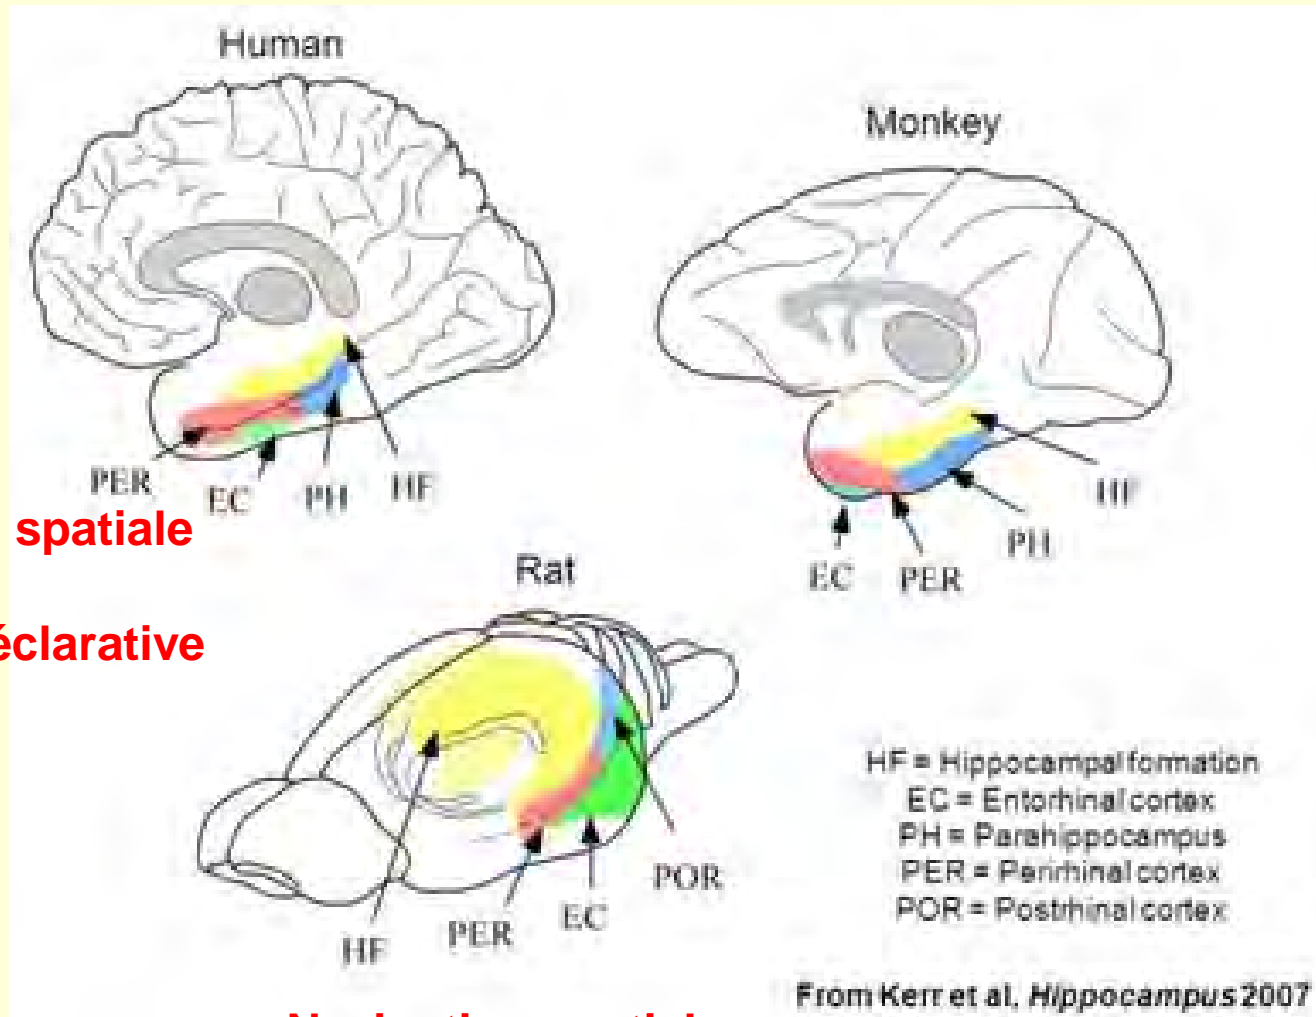 Human
Monkey
PER
EC
PH
HF
HF
PH
EC
PER
spatiale
Rat
éclarative
POR
EC
PER
HF
HF = Hippocampal formation
EC = Entorhinal cortex
PH = Parahippocampus
PER = Perirhinal cortex
POR = Postrhinal cortex
From Kerr et al, Hippocampus 2007